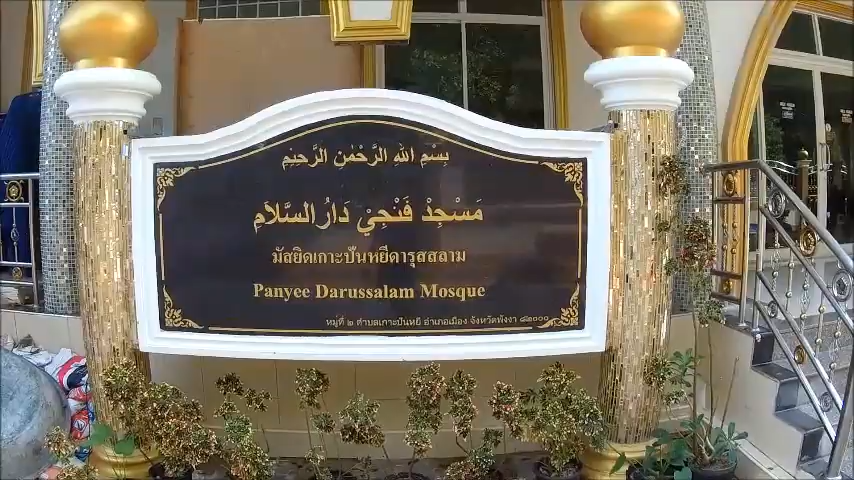 بِسْمِ اللهِ الرَّحْمٰنِ الرَّحِيْمِ
مَسْجِدْ فَنْجِيْ دَارُ السَّلَامِ
มัสยิดเกาะปันหยีดารุสสลาม
Panyee Darussalam Mosque
หมู่ที่ ๒ ตำบลเกาะปันหยี อำเภอเมือง จังหวัดพังงา ๘๒๐๐๐